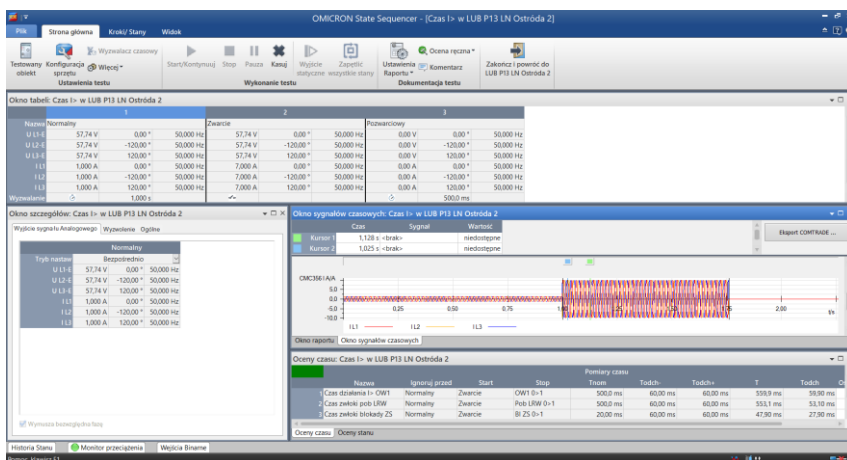 OMICRON State Sequencer - [Czas I> w LUB P13 LN Ostróda 2]
Plik Strona główna Kroki/ Stany Widok
Testowany obiekt Konfiguracja sprzętu Wyzwalacz czasowy Więcej
Start/Kontynuuj Stop Pauza Kasuj Wyjście statyczne Zapętlić wszystkie stany
Ustawienia Raportu Ocena ręczna Komentarz Zakończ i powróć do LUB P13 LN Ostróda 2
Ustawienia testu Wykonanie testu Dokumentacja testu
Okno tabeli: Czas I> w LUB P13 LN Ostróda 2
1 2 3
Nazwa Normalny Zwarcie Pozwarciowy
U L1-E 57,74 V 0,00 ° 50,000 Hz 57,74 V 0,00 ° 50,000 Hz 0,00 V 0,00 ° 50,000 Hz
U L2-E 57,74 V -120,00 ° 50,000 Hz 57,74 V -120,00 ° 50,000 Hz 0,00 V -120,00 ° 50,000 Hz
U L3-E 57,74 V 120,00 ° 50,000 Hz 57,74 V 120,00 ° 50,000 Hz 0,00 V 120,00 ° 50,000 Hz
I L1 1,000 A 0,00 ° 50,000 Hz 7,000 A 0,00 ° 50,000 Hz 0,00 A 0,00 ° 50,000 Hz
I L2 1,000 A -120,00 ° 50,000 Hz 7,000 A -120,00 ° 50,000 Hz 0,00 A -120,00 ° 50,000 Hz
I L3 1,000 A 120,00 ° 50,000 Hz 7,000 A 120,00 ° 50,000 Hz 0,00 A 120,00 ° 50,000 Hz
Wyzwalanie 1,000 s 500,0 ms
Okno szczegółów: Czas I> w LUB P13 LN Ostróda 2
Wyjście sygnału Analogowego Wyzwolenie Ogólne
Normalny
Tryb nastaw Bezpośrednio
U L1-E 57,74 V 0,00 ° 50,000 Hz
U L2-E 57,74 V -120,00 ° 50,000 Hz
U L3-E 57,74 V 120,00 ° 50,000 Hz
I L1 1,000 A 0,00 ° 50,000 Hz
I L2 1,000 A -120,00 ° 50,000 Hz
I L3 1,000 A 120,00 ° 50,000 Hz
Wymusza bezwzględną fazę
Okno sygnałów czasowych: Czas I> w LUB P13 LN Ostróda 2
Czas Sygnał Wartość
Kursor 1 1,128 s <brak> niedostępne
Kursor 2 1,025 s <brak> niedostępne
Eksport COMTRADE ...
CMC356 I A/A
5,0
0,0
-5,0
-10,0
0,25 0,50 0,75 2,00 t/s
I L1 I L2 I L3
Okno raportu Okno sygnałów czasowych
Oceny czasu: Czas I> w LUB P13 LN Ostróda 2
Pomiary czasu
Nazwa Ignoruj przed Start Stop Tnom Todch- Todch+ T Todch
1 Czas działania I> OW1 Normalny Zwarcie OW1 0>1 500,0 ms 60,00 ms 60,00 ms 559,9 ms 59,90 ms
2 Czas zwłoki pob LRW Normalny Zwarcie Pob LRW 0>1 500,0 ms 60,00 ms 60,00 ms 553,1 ms 53,10 ms
3 Czas zwłoki blokady ZS Normalny Zwarcie Bl ZS 0>1 20,00 ms 60,00 ms 60,00 ms 47,90 ms 27,90 ms
Oceny czasu Oceny stanu
Historia Stanu Monitor przeciążenia Wejścia Binarne